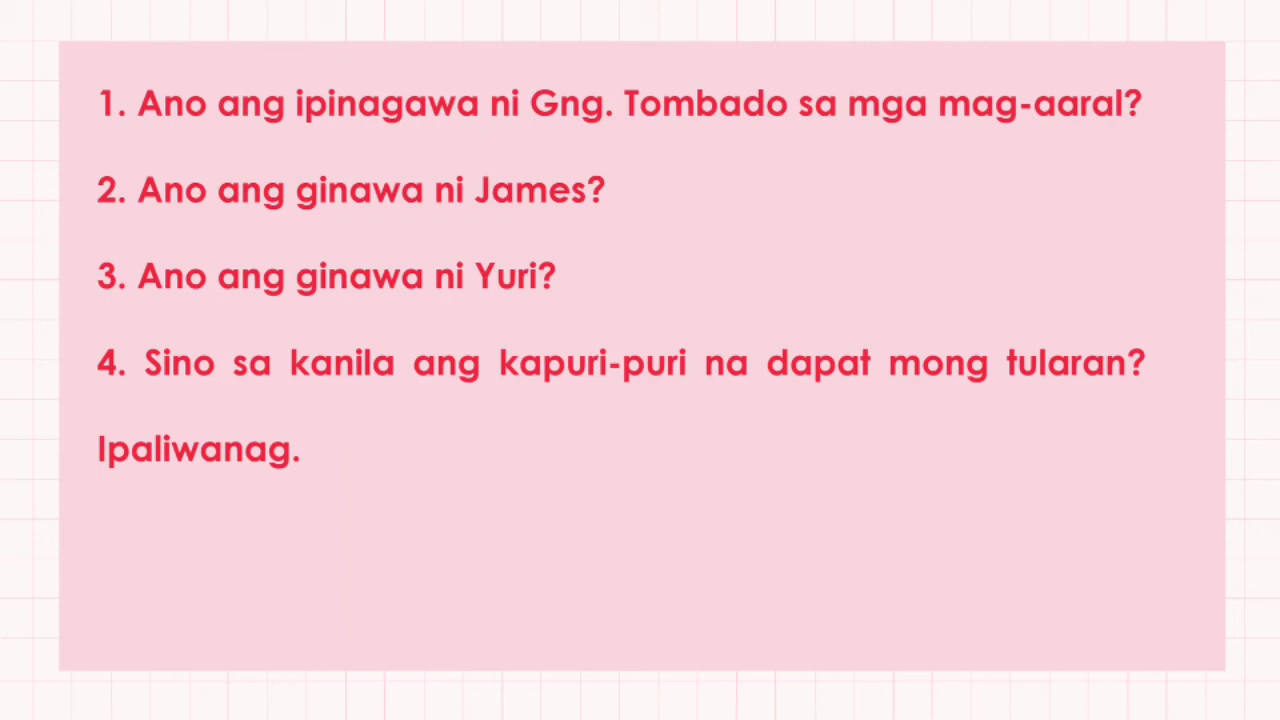 1. Ano ang ipinagawa ni Gng. Tombado sa mga mag-aaral?
2. Ano ang ginawa ni James?
3. Ano ang ginawa ni Yuri?
4. Sino sa kanila ang kapuri-puri na dapat mong tularan?
Ipaliwanag.